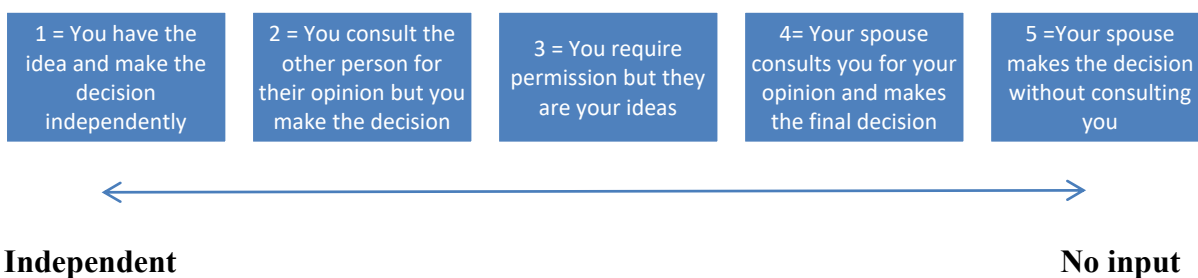 1 = You have the
idea and make the
decision
independently
2 = You consult the
other person for
their opinion but you
make the decision
3 = You require
permission but they
are your ideas
4= Your spouse
consults you for your
opinion and makes
the final decision
5 =Your spouse
makes the decision
without consulting
you
Independent
No input